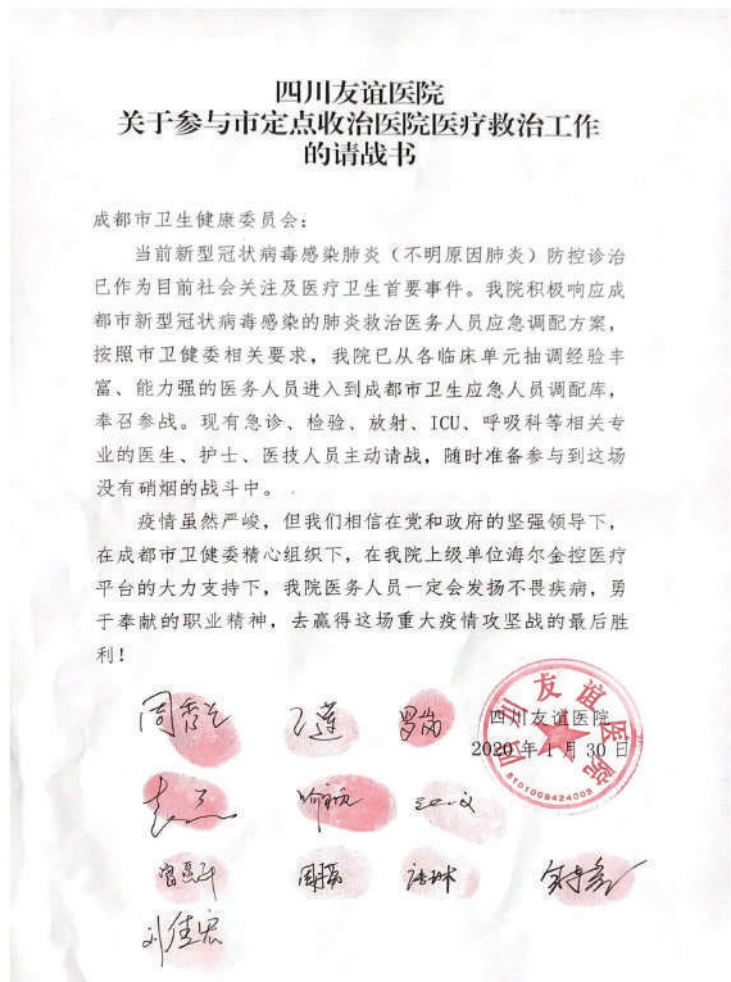 四川友谊医院
关于参与市定点收治医院医疗救治工作
的请战书
成都市卫生健康委员会：
当前新型冠状病毒感染肺炎（不明原因肺炎）防控诊治
已作为目前社会关注及医疗卫生首要事件。我院积极响应成
都市新型冠状病毒感染的肺炎救治医务人员应急调配方案，
按照市卫健委相关要求，我院已从各临床单元抽调经验丰
富、能力强的医务人员进入到成都市卫生应急人员调配库，
奉召参战。现有急诊、检验、放射、ICU、呼吸科等相关专
业的医生、护士、医技人员主动请战，随时准备参与到这场
没有硝烟的战斗中。
疫情虽然严峻，但我们相信在党和政府的坚强领导下，
在成都市卫健委精心组织下，在我院上级单位海尔金控医疗
平台的大力支持下，我院医务人员一定会发扬不畏疾病，勇
于奉献的职业精神，去赢得这场重大疫情攻坚战的最后胜
利！
罗岗
四川友谊医院
2020年1月30日
四川友谊医院
5101009424009
刘佳宏